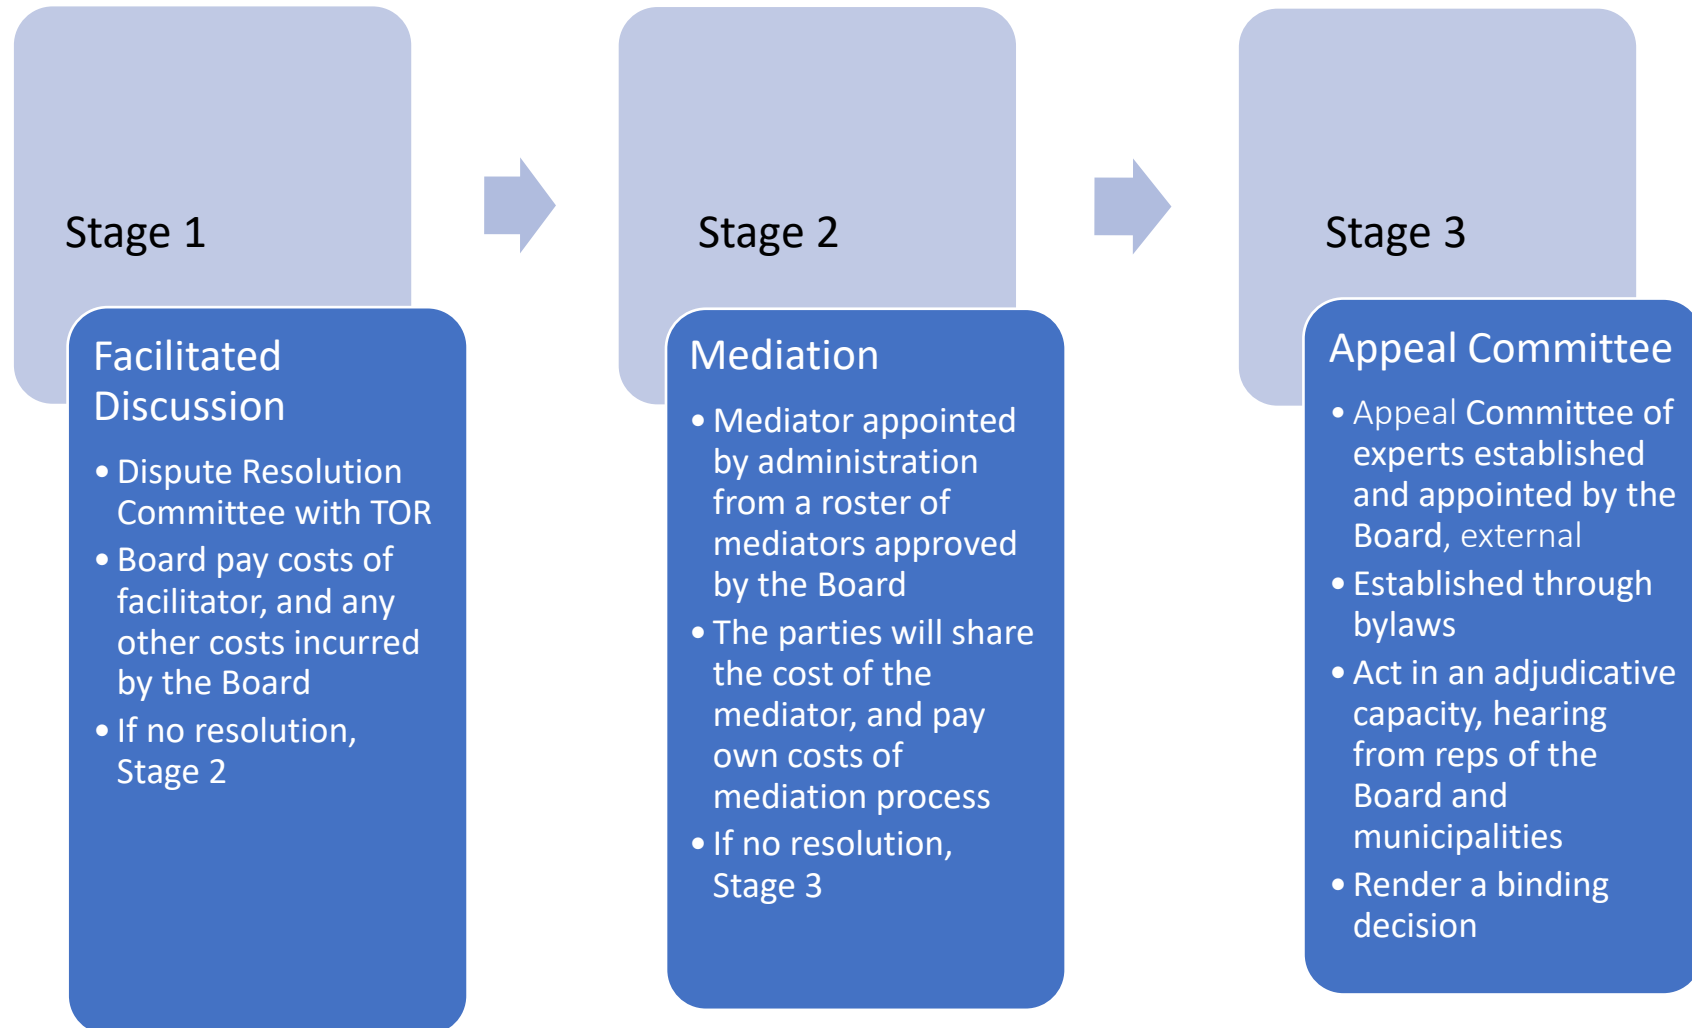 Stage 1
Facilitated
Discussion
• Dispute Resolution
Committee with TOR
• Board pay costs of
facilitator, and any
other costs incurred
by the Board
• If no resolution,
Stage 2
Stage 2
Mediation
• Mediator appointed
by administration
from a roster of
mediators approved
by the Board
• The parties will share
the cost of the
mediator, and pay
own costs of
mediation process
• If no resolution,
Stage 3
Stage 3
Appeal Committee
• Appeal Committee of
experts established
and appointed by the
Board, external
• Established through
bylaws
• Act in an adjudicative
capacity, hearing
from reps of the
Board and
municipalities
• Render a binding
decision